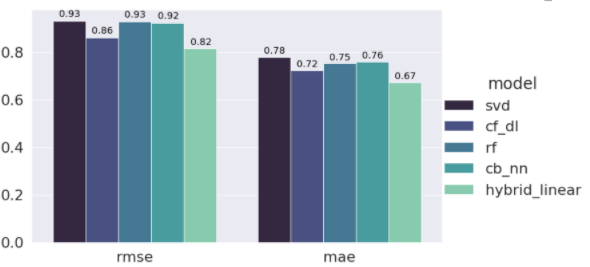 0.93 0.86 0.93 0.92 0.82 0.78 0.72 0.75 0.76 0.67
0.8
0.6
0.4
0.2
0.0
rmse mae
model
svd
cf_dl
rf
cb_nn
hybrid_linear